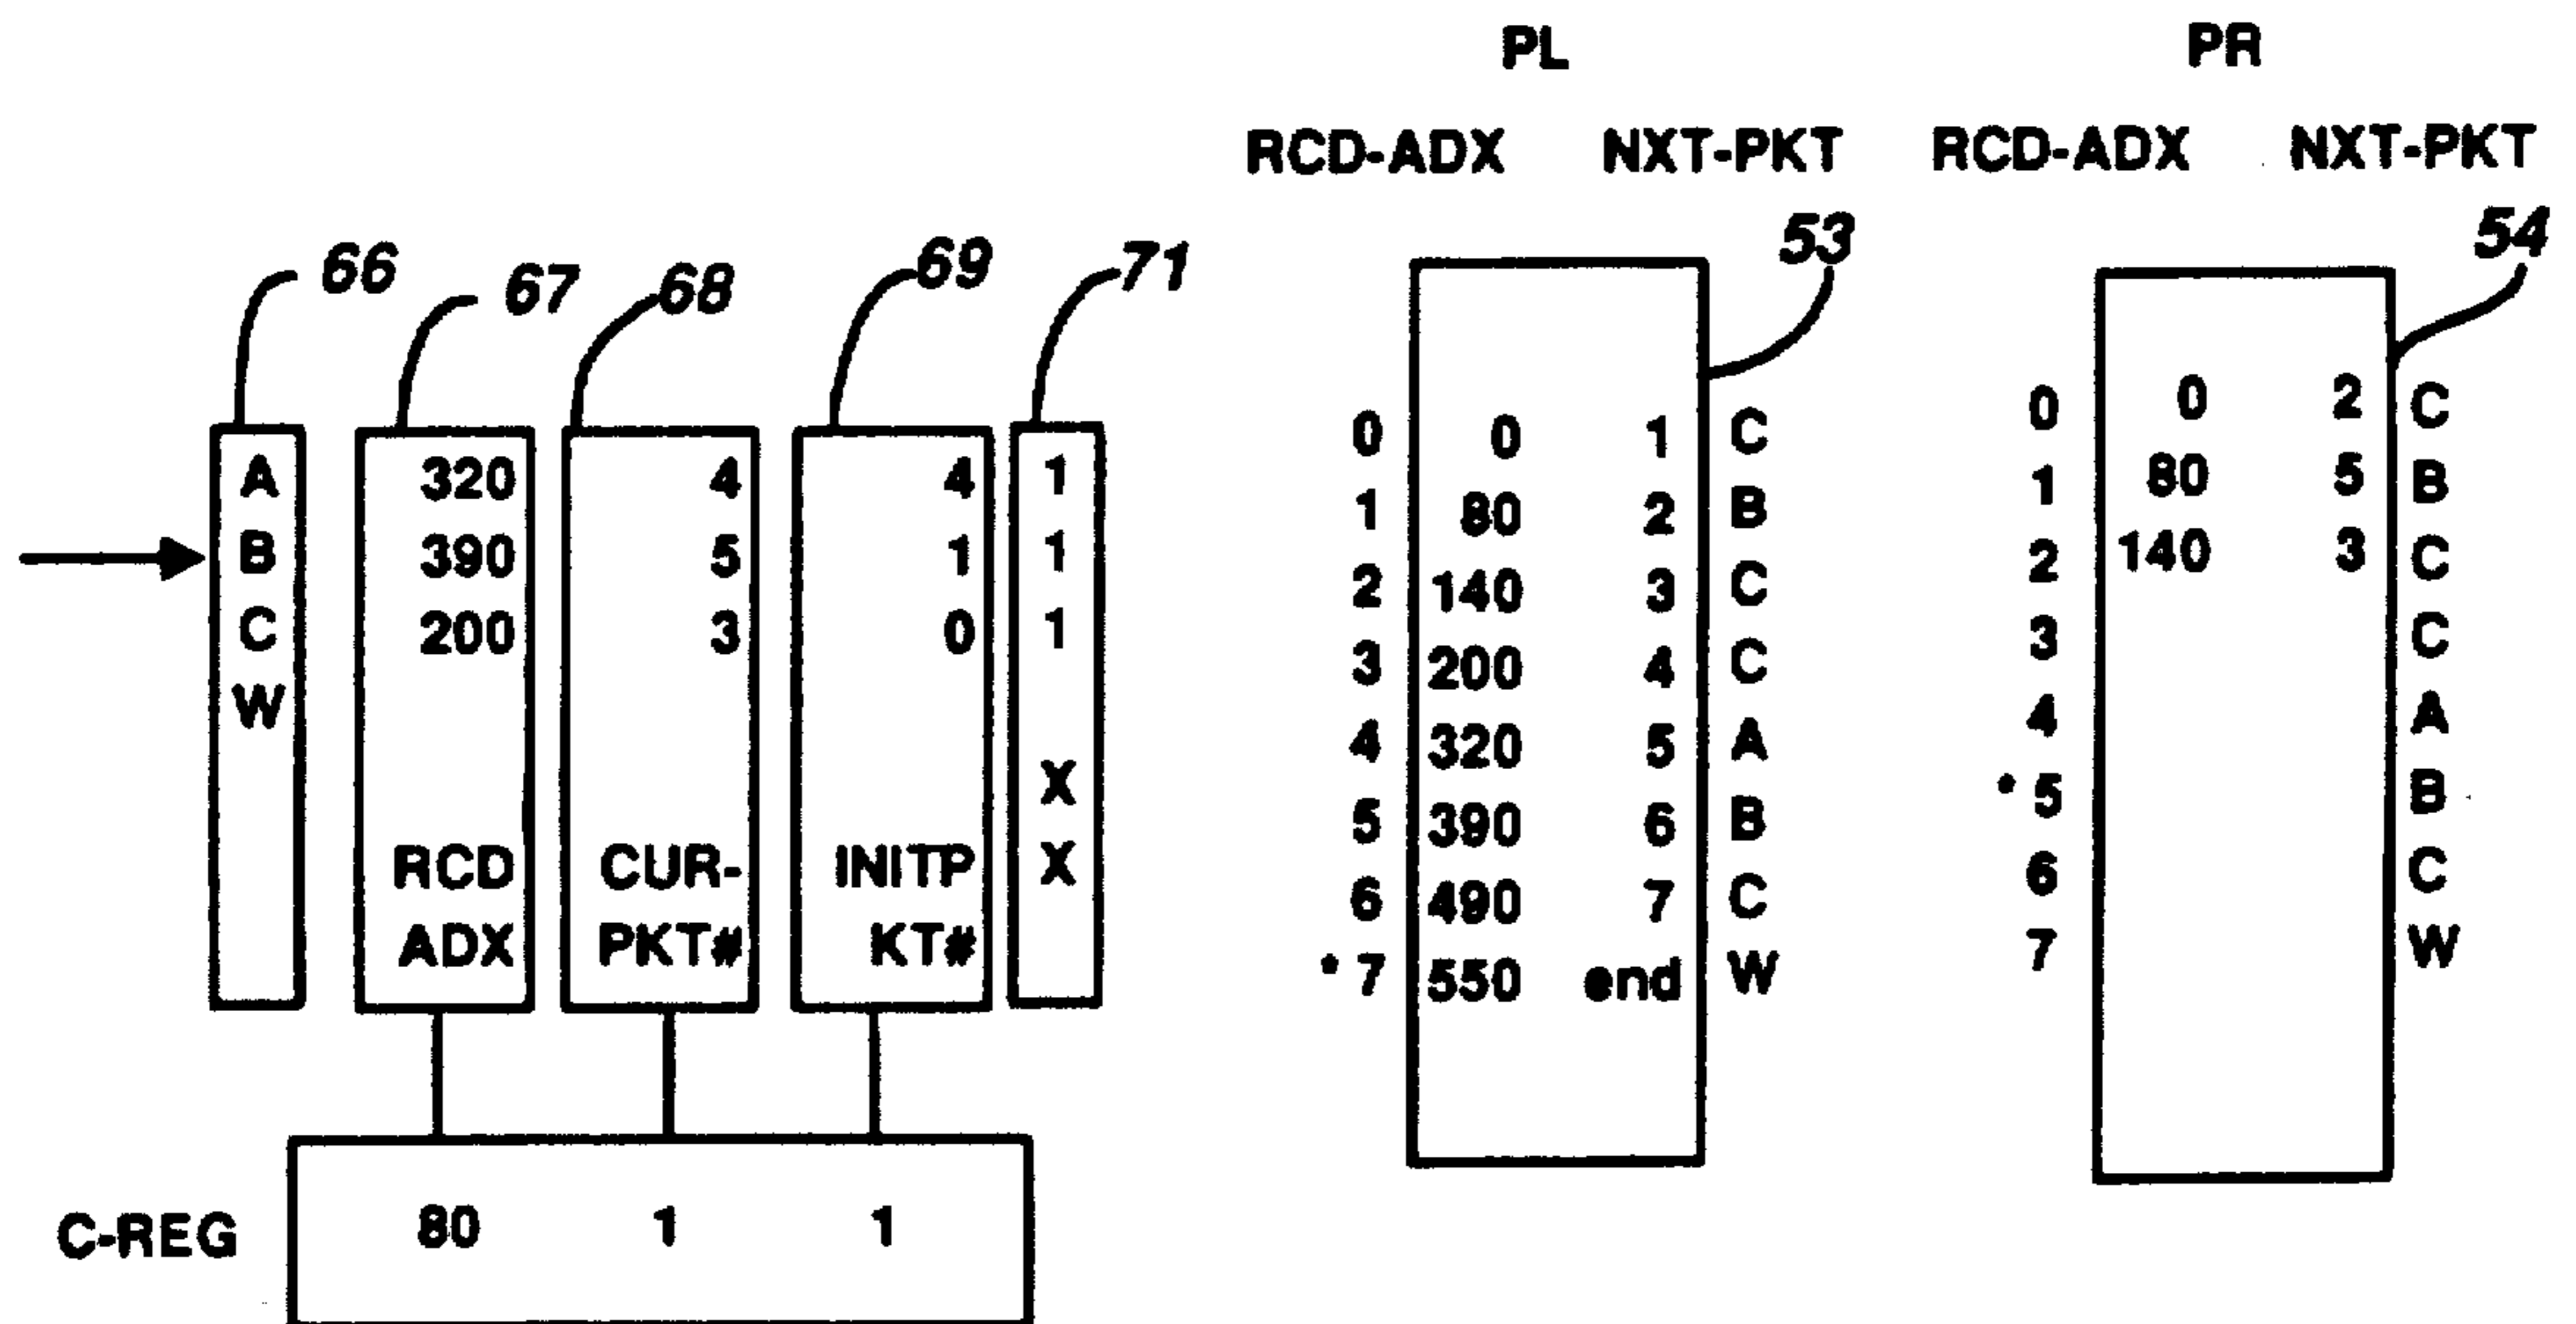 PL PR
RCD-ADX NXT-PKT RCD-ADX NXT-PKT
66 67 68 69 71 53 54
A 320 4 4 1
B 390 5 1 1
C 200 3 0 1
W
X
RCD CUR- INITP X
ADX PKT# KT#
C-REG 80 1 1
0 0 1 C
1 80 2 B
2 140 3 C
3 200 4 C
4 320 5 A
5 390 6 B
6 490 7 C
* 7 550 end W
0 0 2 C
1 80 5 B
2 140 3 C
3 C
4 A
* 5 B
6 C
7 W